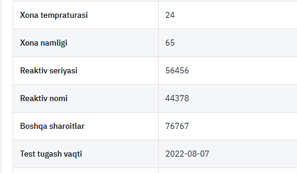 Xona tempraturasi 24
Xona namligi 65
Reaktiv seriyasi 56456
Reaktiv nomi 44378
Boshqa sharoitlar 76767
Test tugash vaqti 2022-08-07